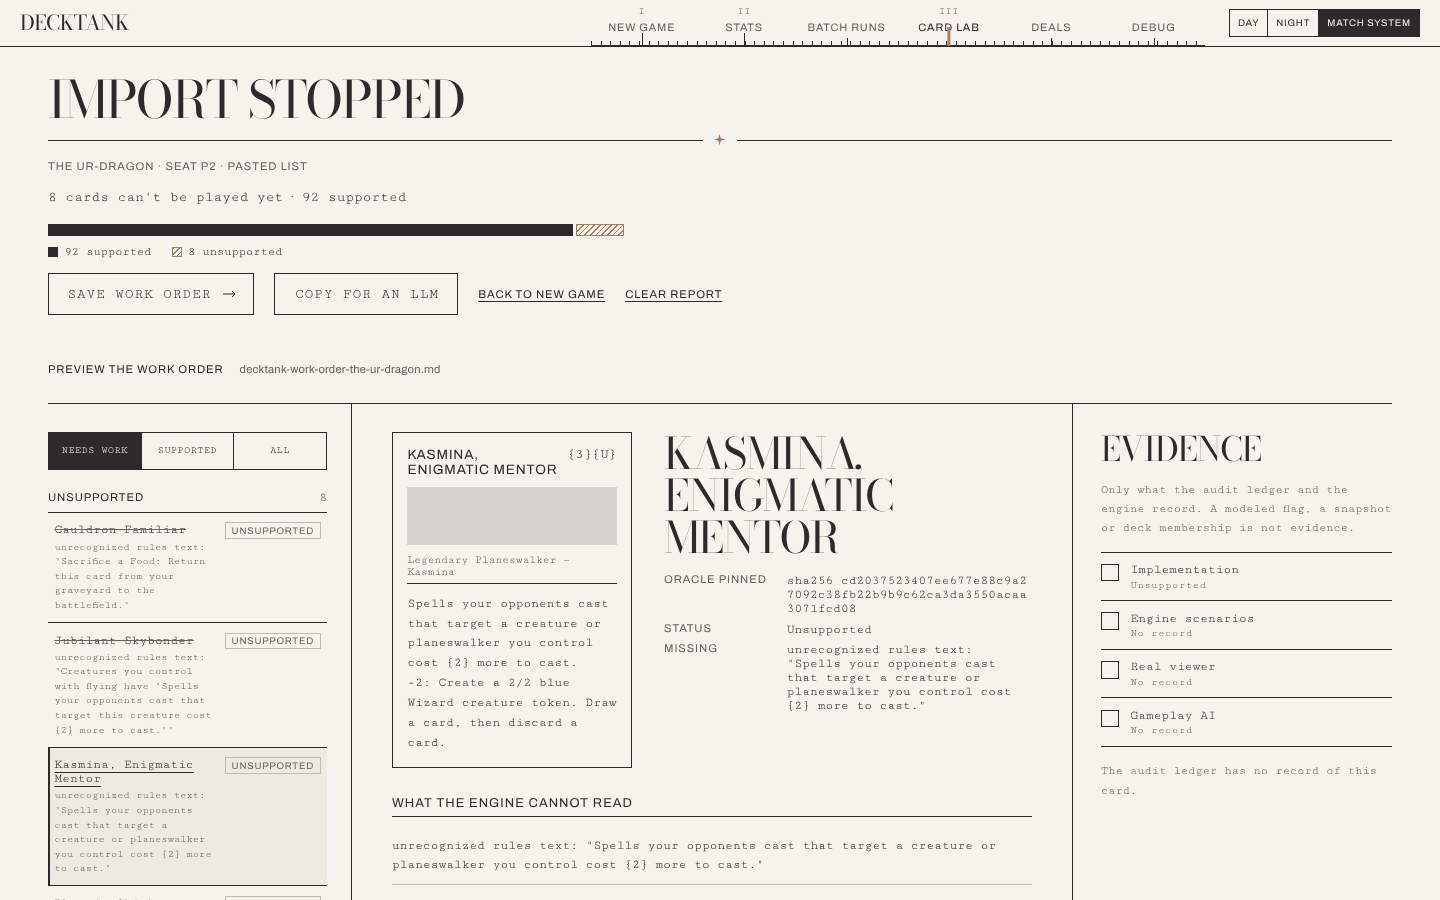 DECKTANK
I
NEW GAME
II
STATS
BATCH RUNS
III
CARD LAB
DEALS
DEBUG
DAY
NIGHT
MATCH SYSTEM
IMPORT STOPPED
THE UR-DRAGON · SEAT P2 · PASTED LIST
8 cards can't be played yet · 92 supported
92 supported
8 unsupported
SAVE WORK ORDER →
COPY FOR AN LLM
BACK TO NEW GAME
CLEAR REPORT
PREVIEW THE WORK ORDER
decktank-work-order-the-ur-dragon.md
NEEDS WORK
SUPPORTED
ALL
UNSUPPORTED
8
Cauldron Familiar
UNSUPPORTED
unrecognized rules text:
"Sacrifice a Food: Return
this card from your
graveyard to the
battlefield."
Jubilant Skybonder
UNSUPPORTED
unrecognized rules text:
"Creatures you control
with flying have 'Spells
your opponents cast that
target this creature cost
{2} more to cast.'"
Kasmina, Enigmatic
Mentor
UNSUPPORTED
unrecognized rules text:
"Spells your opponents
cast that target a
creature or planeswalker
you control cost {2} more
to cast."
KASMINA,
ENIGMATIC MENTOR
{3}{U}
Legendary Planeswalker —
Kasmina
Spells your opponents cast
that target a creature or
planeswalker you control
cost {2} more to cast.
-2: Create a 2/2 blue
Wizard creature token. Draw
a card, then discard a
card.
KASMINA,
ENIGMATIC
MENTOR
ORACLE PINNED
sha256 cd2037523407ee677e88c9a2
7092c38fb22b9b9c62ca3da3550acaa
3071fcd08
STATUS
Unsupported
MISSING
unrecognized rules text:
"Spells your opponents cast
that target a creature or
planeswalker you control cost
{2} more to cast."
WHAT THE ENGINE CANNOT READ
unrecognized rules text: "Spells your opponents cast that target a creature or
planeswalker you control cost {2} more to cast."
EVIDENCE
Only what the audit ledger and the
engine record. A modeled flag, a snapshot
or deck membership is not evidence.
Implementation
Unsupported
Engine scenarios
No record
Real viewer
No record
Gameplay AI
No record
The audit ledger has no record of this
card.